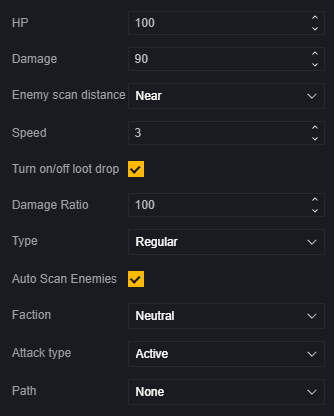 HP 100
Damage 90
Enemy scan distance Near
Speed 3
Turn on/off loot drop
Damage Ratio 100
Type Regular
Auto Scan Enemies
Faction Neutral
Attack type Active
Path None